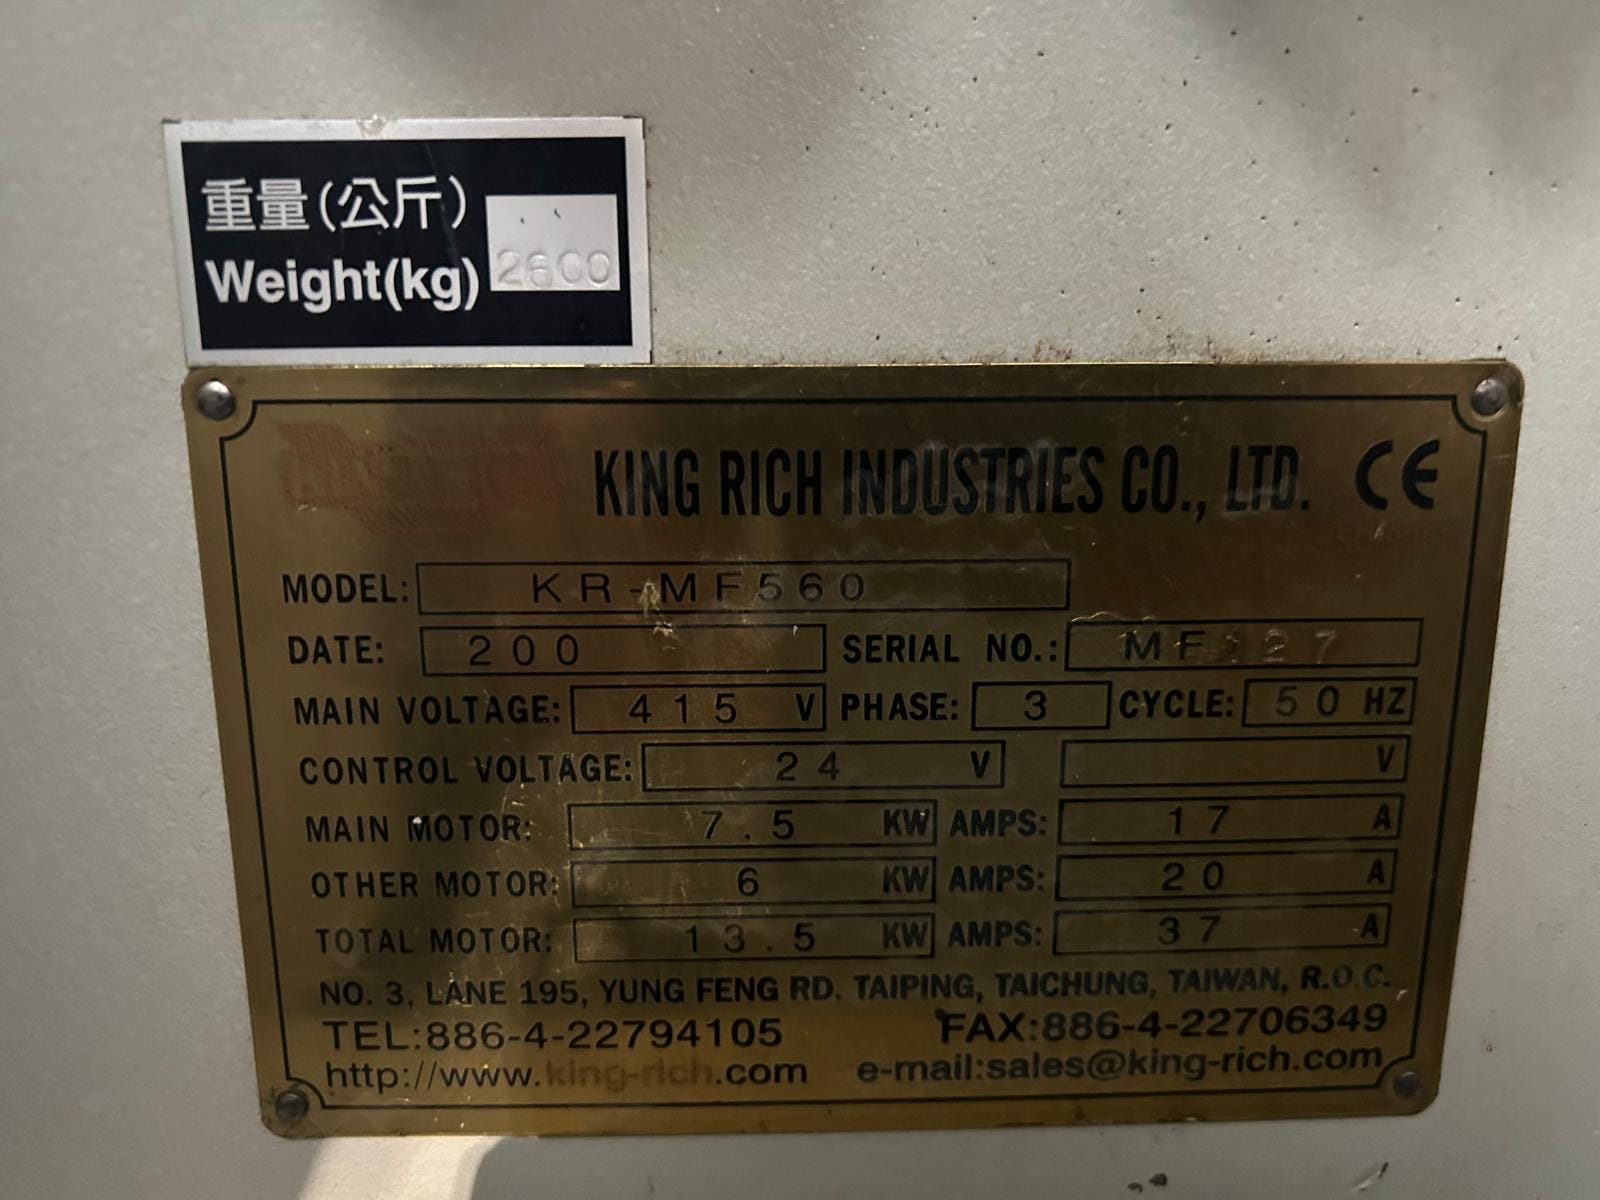 重量(公斤)
Weight(kg) 2600
KING RICH INDUSTRIES CO., LTD. CE
MODEL: KR-MF560
DATE: 200 SERIAL NO.:
MAIN VOLTAGE: 415 V PHASE: 3 CYCLE: 50 HZ
CONTROL VOLTAGE: 24 V V
MAIN MOTOR: 7.5 KW AMPS: 17 A
OTHER MOTOR: 6 KW AMPS: 20 A
TOTAL MOTOR: 13.5 KW AMPS: 37 A
NO. 3, LANE 195, YUNG FENG RD. TAIPING, TAICHUNG, TAIWAN, R.O.C.
TEL:886-4-22794105 FAX:886-4-22706349
http://www.king-rich.com e-mail:sales@king-rich.com